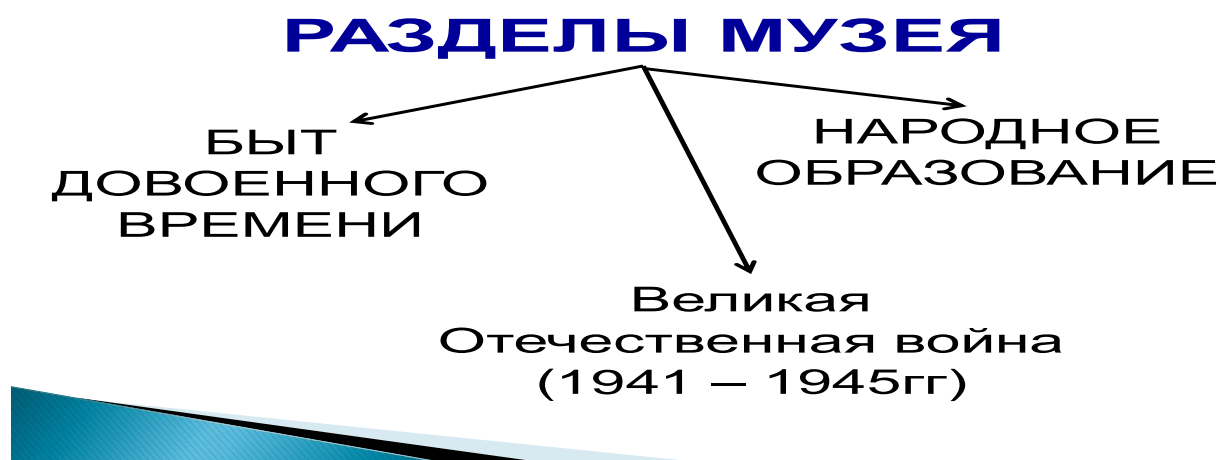 РАЗДЕЛЫ МУЗЕЯ
БЫТ
ДОВОЕННОГО
ВРЕМЕНИ
НАРОДНОЕ
ОБРАЗОВАНИЕ
Великая
Отечественная война
(1941 – 1945гг)